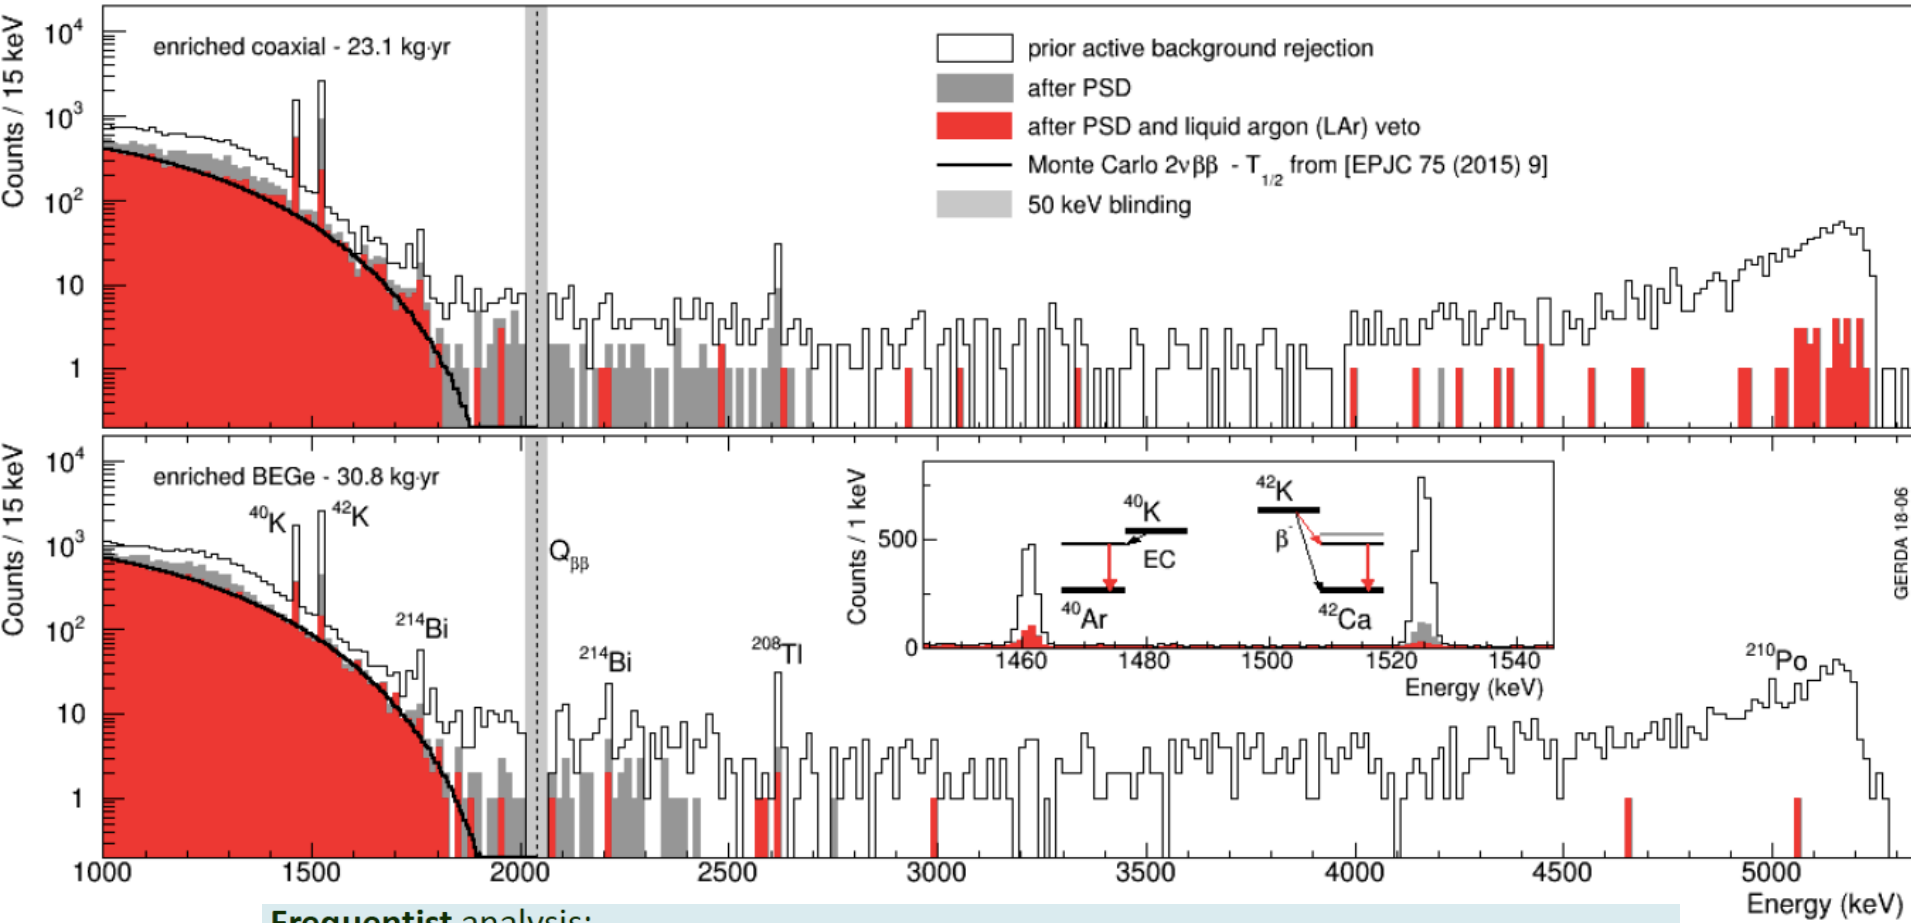 Counts / 15 keV
10⁴
10³
10²
10
1
enriched coaxial - 23.1 kg·yr
prior active background rejection
after PSD
after PSD and liquid argon (LAr) veto
Monte Carlo 2νββ - T₁/₂ from [EPJC 75 (2015) 9]
50 keV blinding
Counts / 15 keV
10⁴
10³
10²
10
1
enriched BEGe - 30.8 kg·yr
⁴⁰K
⁴²K
²¹⁴Bi
Qββ
²¹⁴Bi
²⁰⁸Tl
²¹⁰Po
Counts / 1 keV
500
0
⁴⁰K
EC
⁴⁰Ar
⁴²K
β⁻
⁴²Ca
1460 1480 1500 1520 1540
Energy (keV)
GERDA 18-06
1000 1500 2000 2500 3000 3500 4000 4500 5000
Energy (keV)
Frequentist analysis: